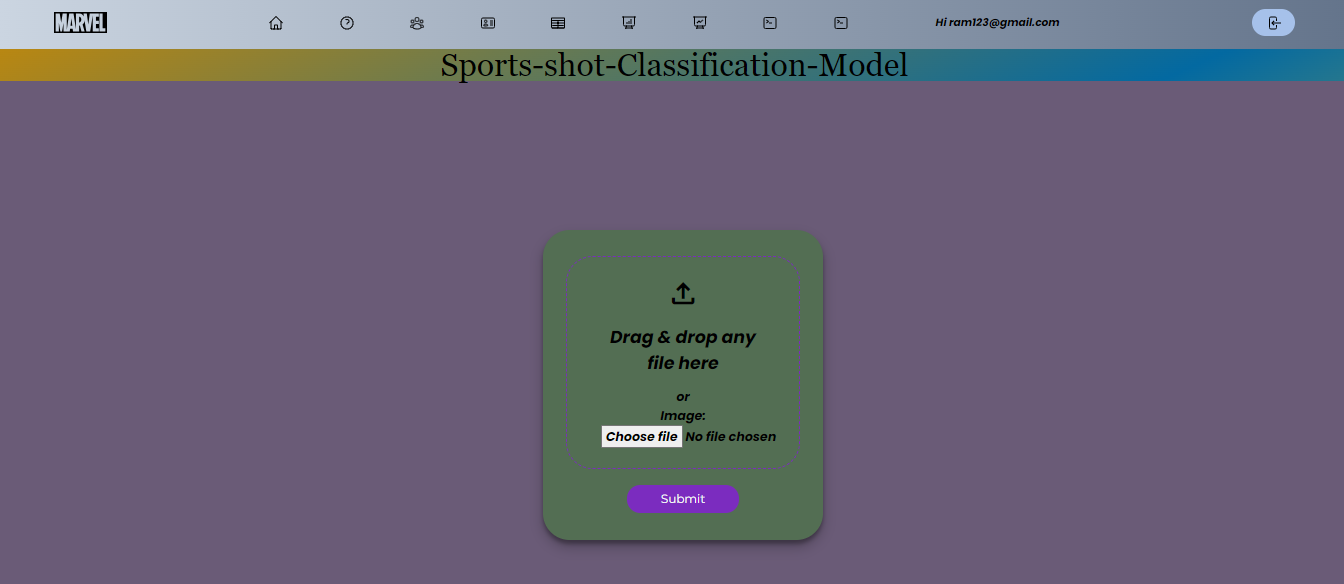 MARVEL
Hi ram123@gmail.com
Sports-shot-Classification-Model
Drag & drop any
file here
or
Image:
Choose file No file chosen
Submit